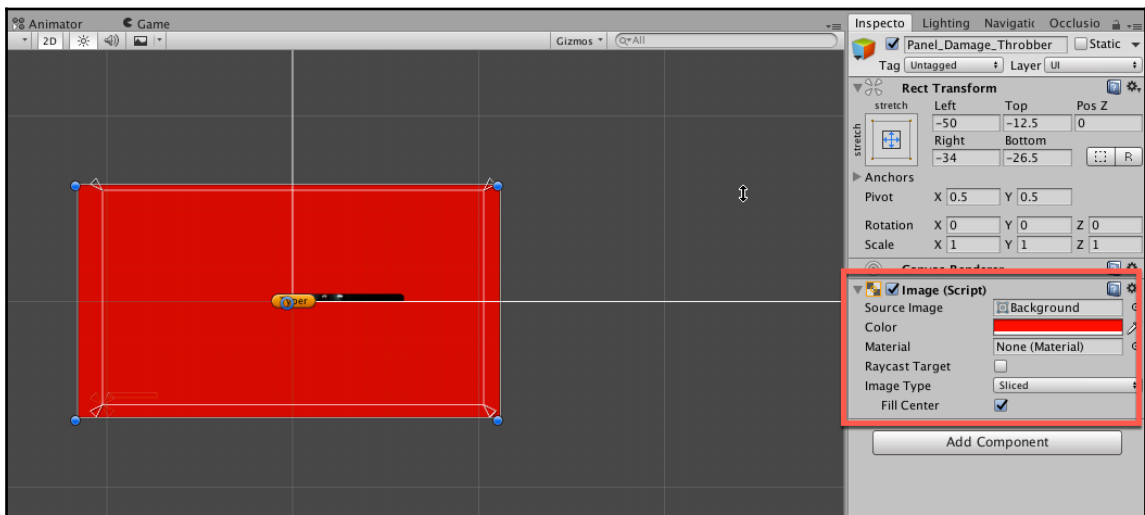 Animator Game
2D Gizmos All
Typer
Inspecto Lighting Navigatic Occlusio
Panel_Damage_Throbber Static
Tag Untagged Layer UI
Rect Transform
stretch Left Top Pos Z
stretch -50 -12.5 0
Right Bottom
-34 -26.5 R
Anchors
Pivot X 0.5 Y 0.5
Rotation X 0 Y 0 Z 0
Scale X 1 Y 1 Z 1
Canvas Renderer
Image (Script)
Source Image Background
Color
Material None (Material)
Raycast Target
Image Type Sliced
Fill Center
Add Component